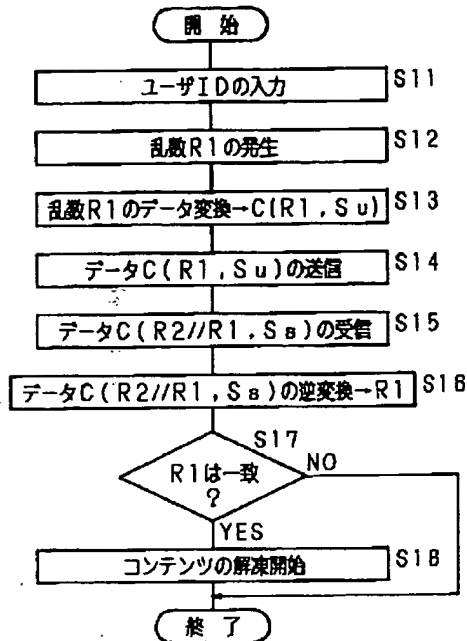 開 始
ユーザIDの入力 S11
乱数R1の発生 S12
乱数R1のデータ変換→C(R1,Su) S13
データC(R1,Su)の送信 S14
データC(R2//R1,Ss)の受信 S15
データC(R2//R1,Ss)の逆変換→R1 S16
S17
R1は一致 NO
?
YES
コンテンツの解凍開始 S18
終 了